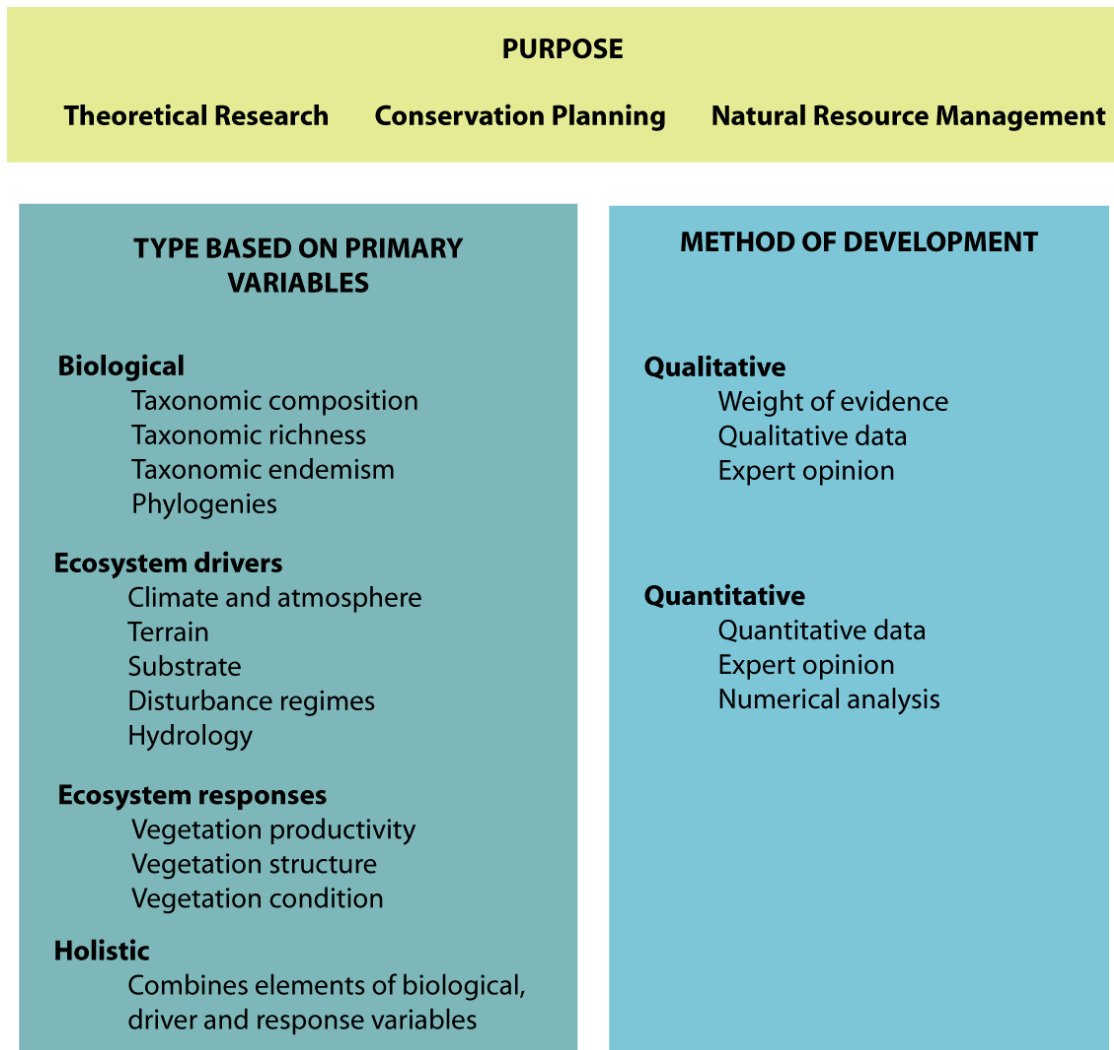 PURPOSE
Theoretical Research Conservation Planning Natural Resource Management
TYPE BASED ON PRIMARY
VARIABLES
Biological
Taxonomic composition
Taxonomic richness
Taxonomic endemism
Phylogenies
Ecosystem drivers
Climate and atmosphere
Terrain
Substrate
Disturbance regimes
Hydrology
Ecosystem responses
Vegetation productivity
Vegetation structure
Vegetation condition
Holistic
Combines elements of biological,
driver and response variables
METHOD OF DEVELOPMENT
Qualitative
Weight of evidence
Qualitative data
Expert opinion
Quantitative
Quantitative data
Expert opinion
Numerical analysis